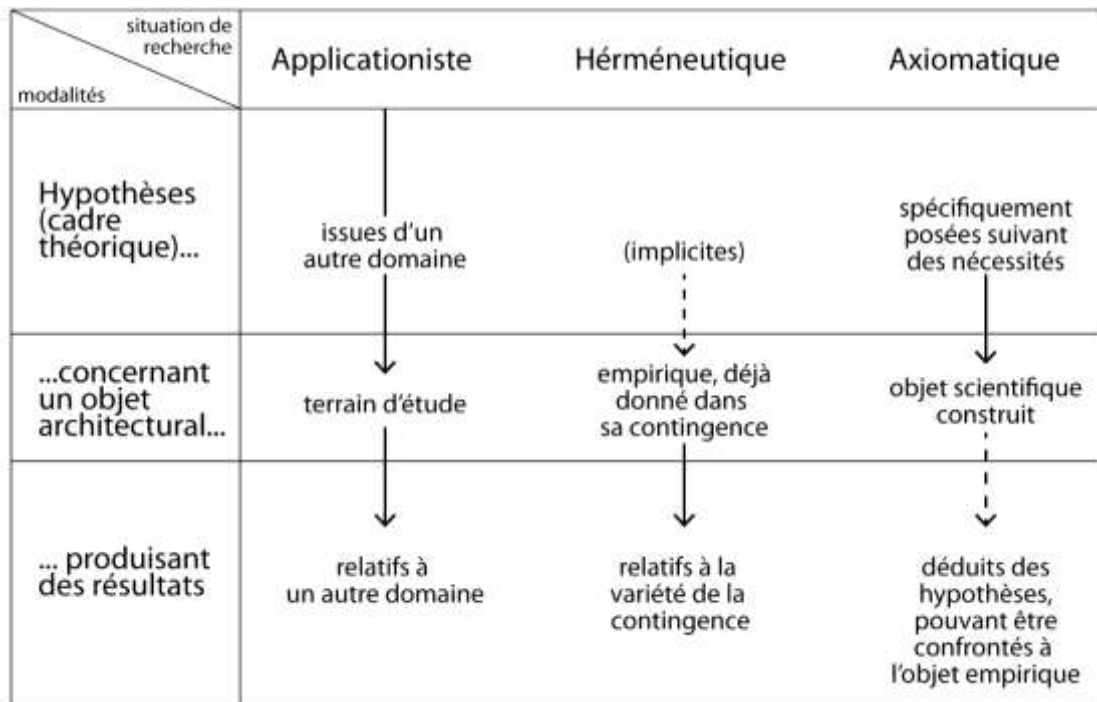 situation de
recherche
modalités
Applicationiste
Hérméneutique
Axiomatique
Hypothèses
(cadre
théorique)...
issues d'un
autre domaine
(implicites)
spécifiquement
posées suivant
des nécessités
...concernant
un objet
architectural...
terrain d'étude
empirique, déjà
donné dans
sa contingence
objet scientifique
construit
... produisant
des résultats
relatifs à
un autre domaine
relatifs à la
variété de la
contingence
déduits des
hypothèses,
pouvant être
confrontés à
l'objet empirique